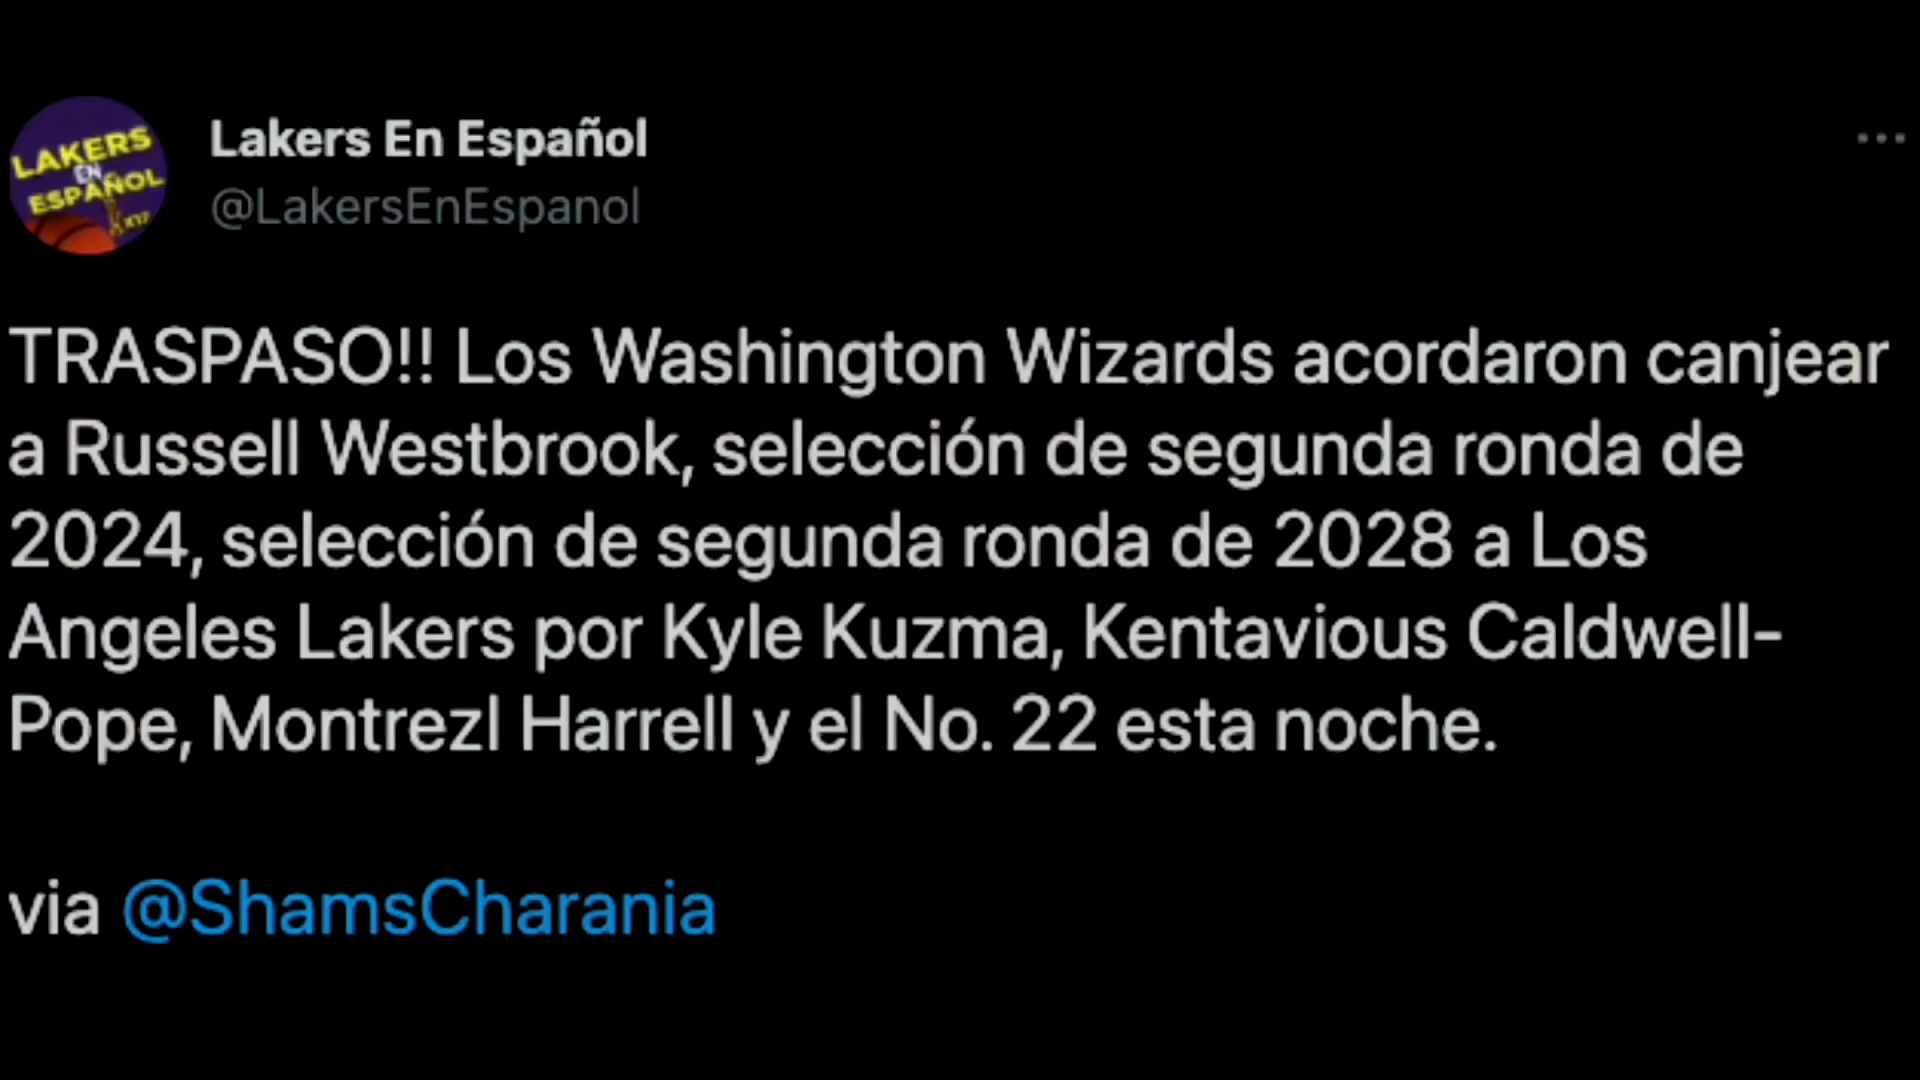 LAKERS
EN
ESPAÑOL
X17
Lakers En Español
@LakersEnEspanol
TRASPASO!! Los Washington Wizards acordaron canjear
a Russell Westbrook, selección de segunda ronda de
2024, selección de segunda ronda de 2028 a Los
Angeles Lakers por Kyle Kuzma, Kentavious Caldwell-
Pope, Montrezl Harrell y el No. 22 esta noche.
via @ShamsCharania